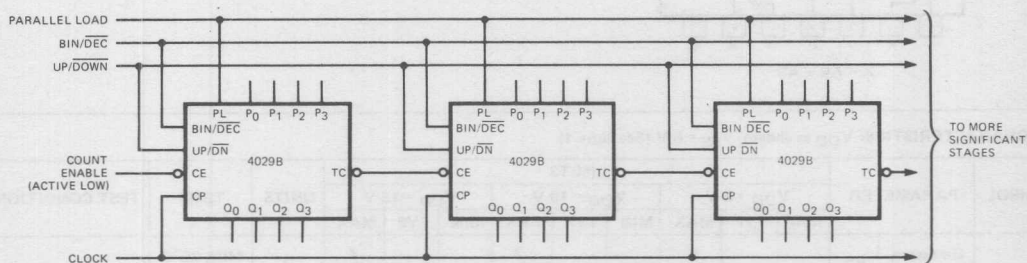 PARALLEL LOAD
BIN/DEC
UP/DOWN
PL P0 P1 P2 P3
BIN/DEC
UP/DN
4029B
CE
TC
CP
Q0 Q1 Q2 Q3
PL P0 P1 P2 P3
BIN/DEC
UP/DN
4029B
CE
TC
CP
Q0 Q1 Q2 Q3
PL P0 P1 P2 P3
BIN DEC
UP DN
4029B
CE
TC
CP
Q0 Q1 Q2 Q3
COUNT
ENABLE
(ACTIVE LOW)
CLOCK
TO MORE
SIGNIFICANT
STAGES